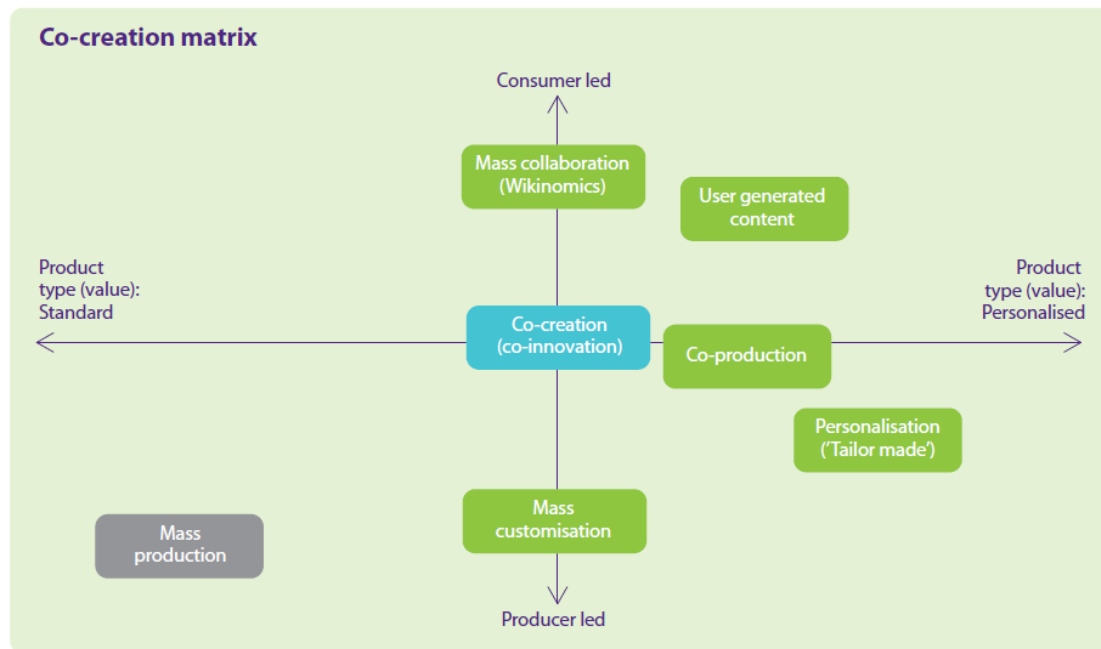 Co-creation matrix
Consumer led
Mass collaboration
(Wikinomics)
User generated
content
Product
type (value):
Standard
Product
type (value):
Personalised
Co-creation
(co-innovation)
Co-production
Personalisation
('Tailor made')
Mass
customisation
Mass
production
Producer led